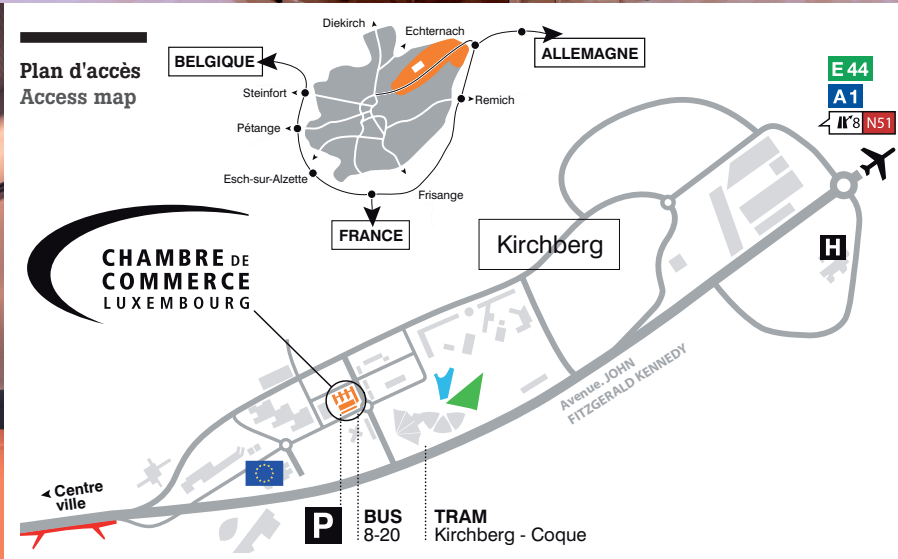 Plan d'accès
Access map
Diekirch
Echternach
BELGIQUE
ALLEMAGNE
Steinfort
Remich
Pétange
Esch-sur-Alzette
Frisange
FRANCE
E 44
A 1
8 N51
CHAMBRE DE
COMMERCE
LUXEMBOURG
Kirchberg
H
Avenue. JOHN
FITZGERALD KENNEDY
Centre
ville
P
BUS
8-20
TRAM
Kirchberg - Coque